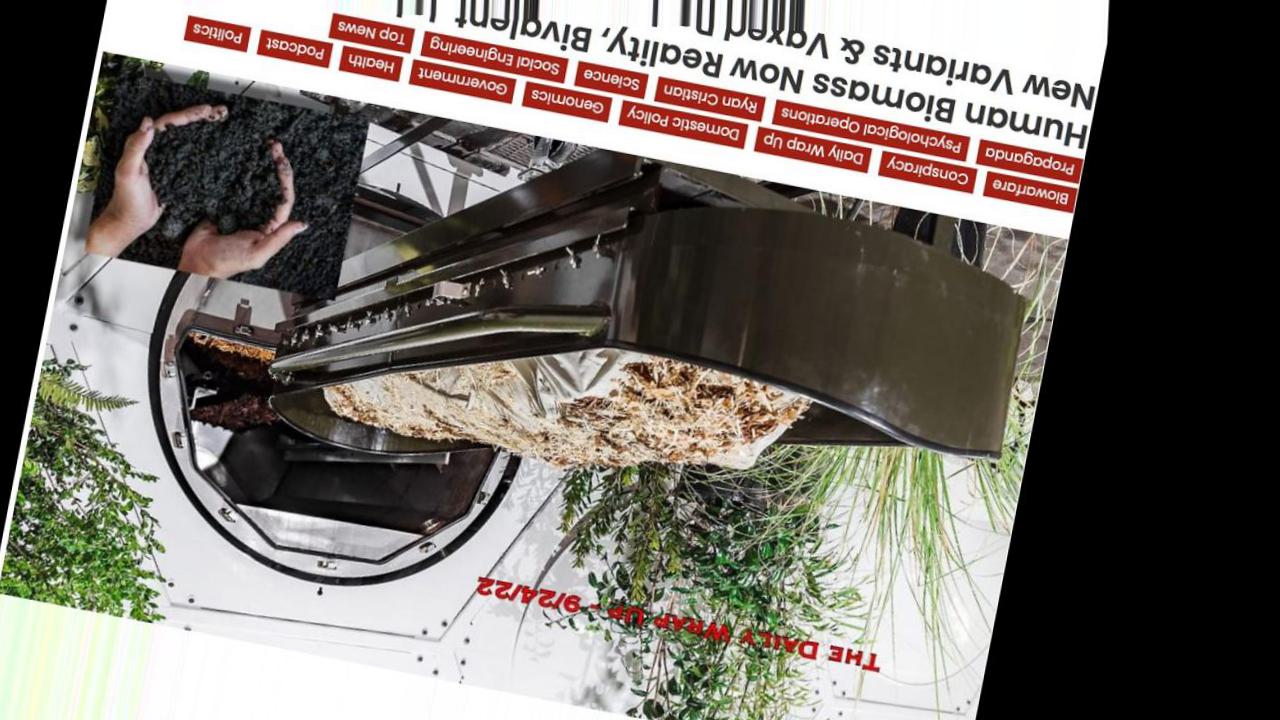 THE DAILY WRAP UP - 9/24/22
Biowarfare Conspiracy Daily Wrap Up Domestic Policy Genomics Government Health Podcast Politics
Propaganda Psychological Operations Ryan Cristian Science Social Engineering Top News
Human Biomass Now Reality, Bivalent
New Variants & Vaxed